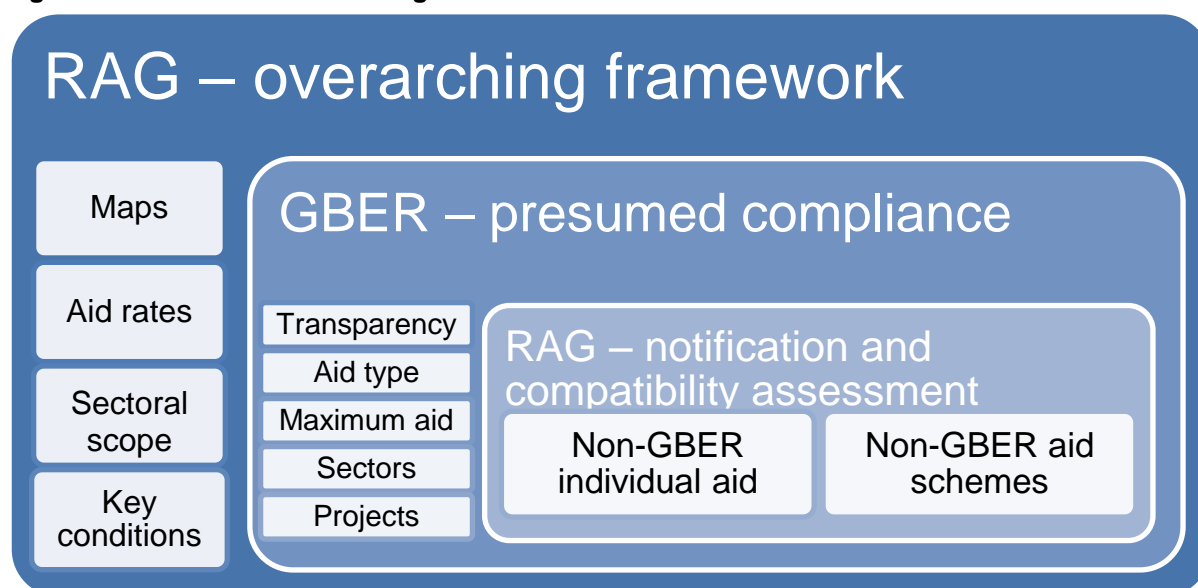 RAG – overarching framework
Maps
Aid rates
Sectoral
scope
Key
conditions
GBER – presumed compliance
Transparency
Aid type
Maximum aid
Sectors
Projects
RAG – notification and
compatibility assessment
Non-GBER
individual aid
Non-GBER aid
schemes